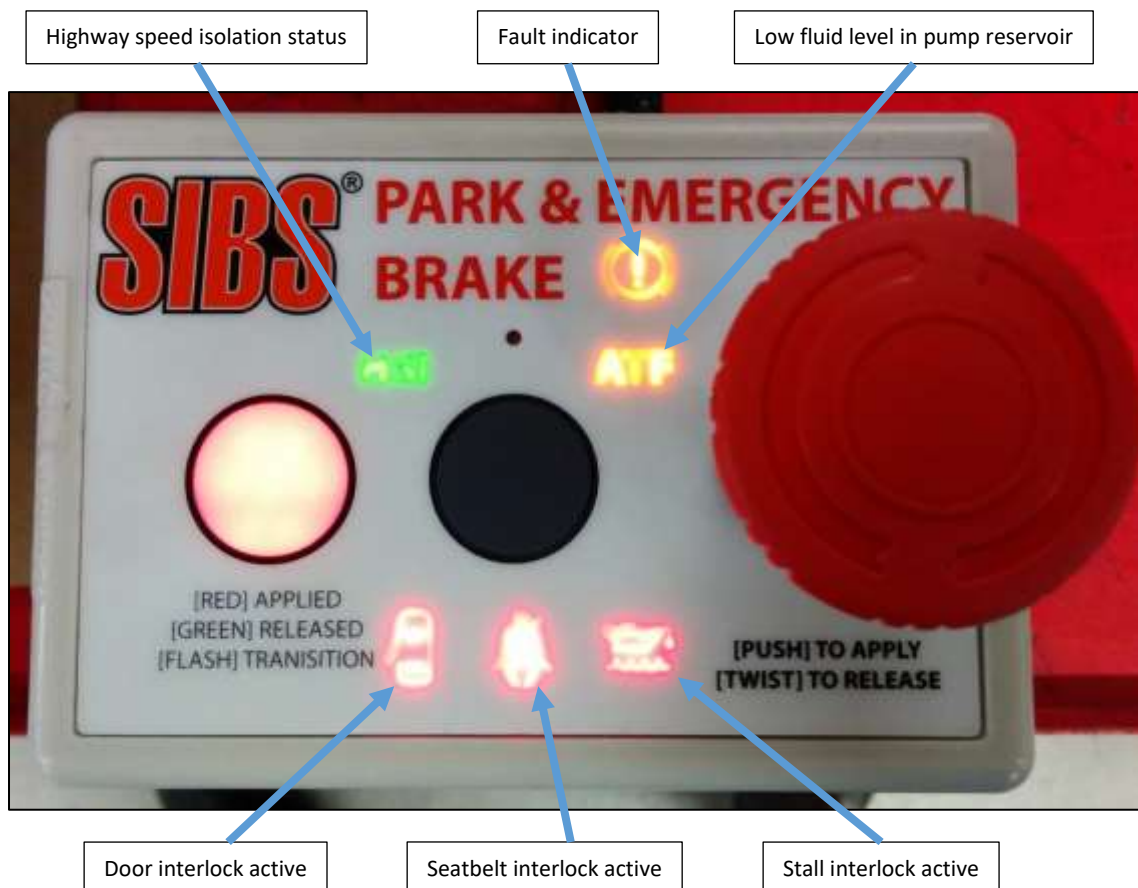 Highway speed isolation status
Fault indicator
Low fluid level in pump reservoir
SIBS® PARK & EMERGENCY
BRAKE
ATF
[RED] APPLIED
[GREEN] RELEASED
[FLASH] TRANISITION
[PUSH] TO APPLY
[TWIST] TO RELEASE
Door interlock active
Seatbelt interlock active
Stall interlock active